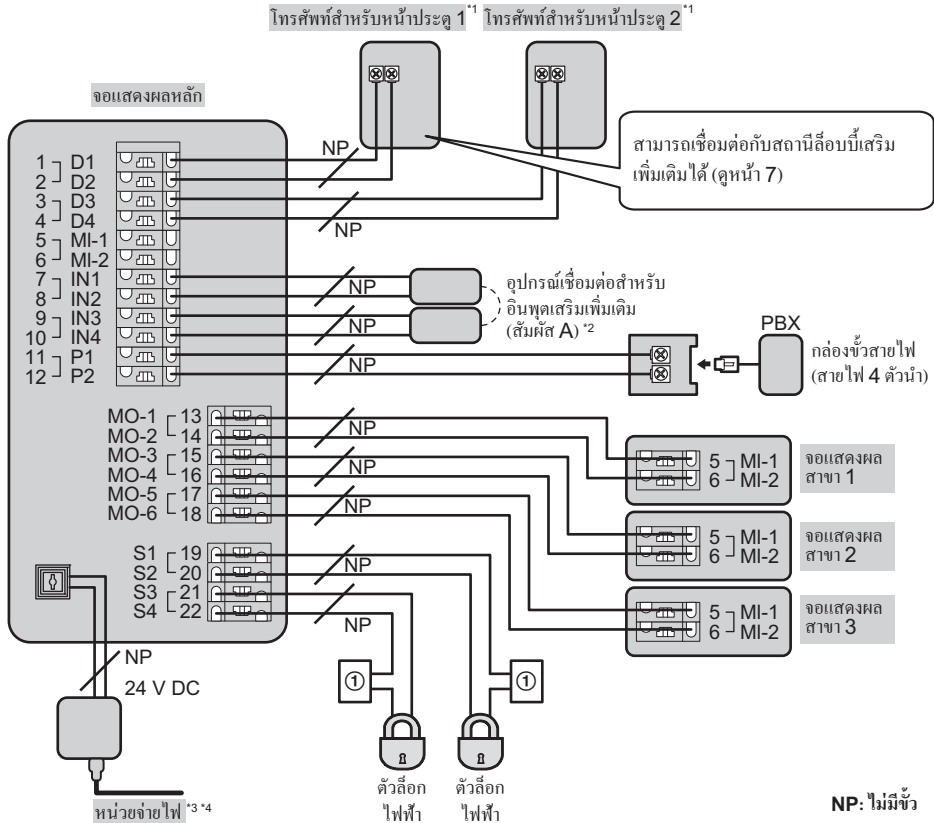 โทรศัพท์สำหรับหน้าประตู 1*1
โทรศัพท์สำหรับหน้าประตู 2*1
จอแสดงผลหลัก
สามารถเชื่อมต่อกับสถานีล็อบบี้เสริม
เพิ่มเติมได้ (ดูหน้า 7)
1 D1
2 D2
3 D3
4 D4
5 MI-1
6 MI-2
7 IN1
8 IN2
9 IN3
10 IN4
11 P1
12 P2
NP
NP
NP
NP
NP
อุปกรณ์เชื่อมต่อสำหรับ
อินพุตเสริมเพิ่มเติม
(สัมผัส A) *2
PBX
กล่องขั้วสายไฟ
(สายไฟ 4 ตัวนำ)
MO-1 13
MO-2 14
MO-3 15
MO-4 16
MO-5 17
MO-6 18
NP
NP
NP
5 MI-1
6 MI-2
จอแสดงผล
สาขา 1
5 MI-1
6 MI-2
จอแสดงผล
สาขา 2
5 MI-1
6 MI-2
จอแสดงผล
สาขา 3
S1 19
S2 20
S3 21
S4 22
NP
NP
NP
24 V DC
①
①
ตัวล็อก
ไฟฟ้า
ตัวล็อก
ไฟฟ้า
หน่วยจ่ายไฟ *3 *4
NP: ไม่มีขั้ว